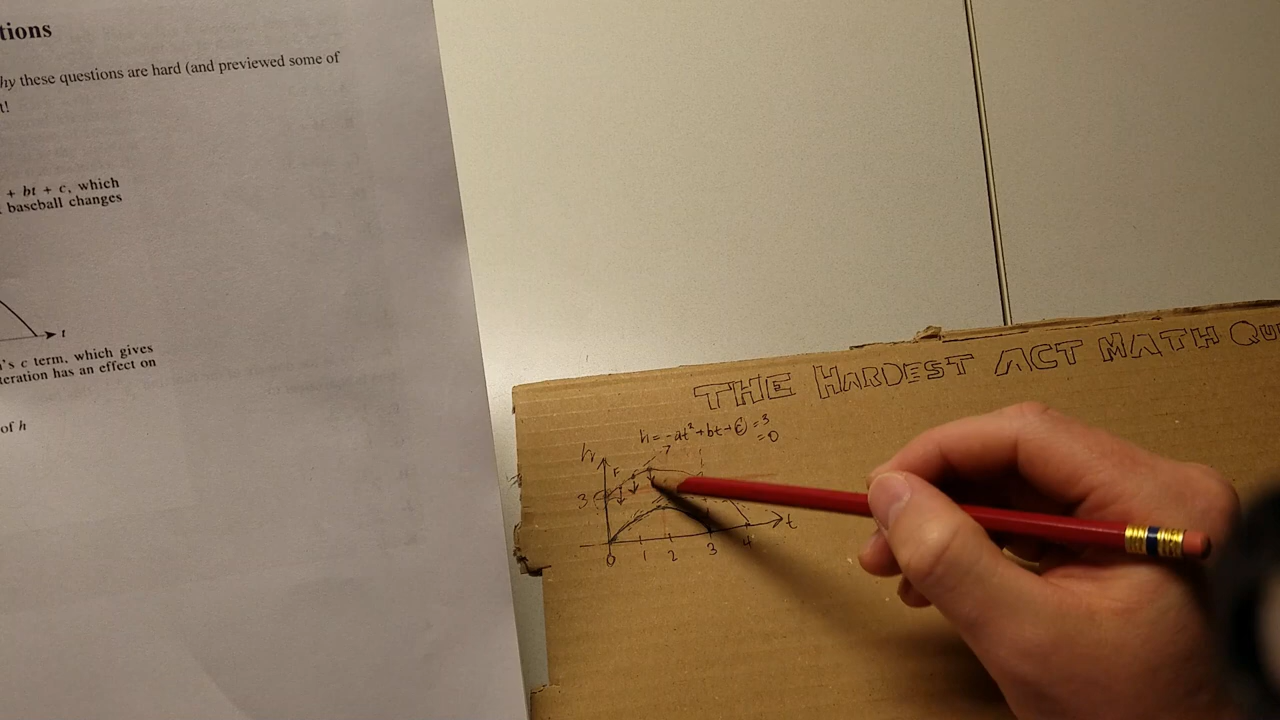 tions
hy these questions are hard (and previewed some of
t!
+ bt + c, which
baseball changes
t
's c term, which gives
teration has an effect on
of h
THE HARDEST ACT MATH QU
h=-at²+bt+c=3
=0
h
3
t
0 1 2 3 4